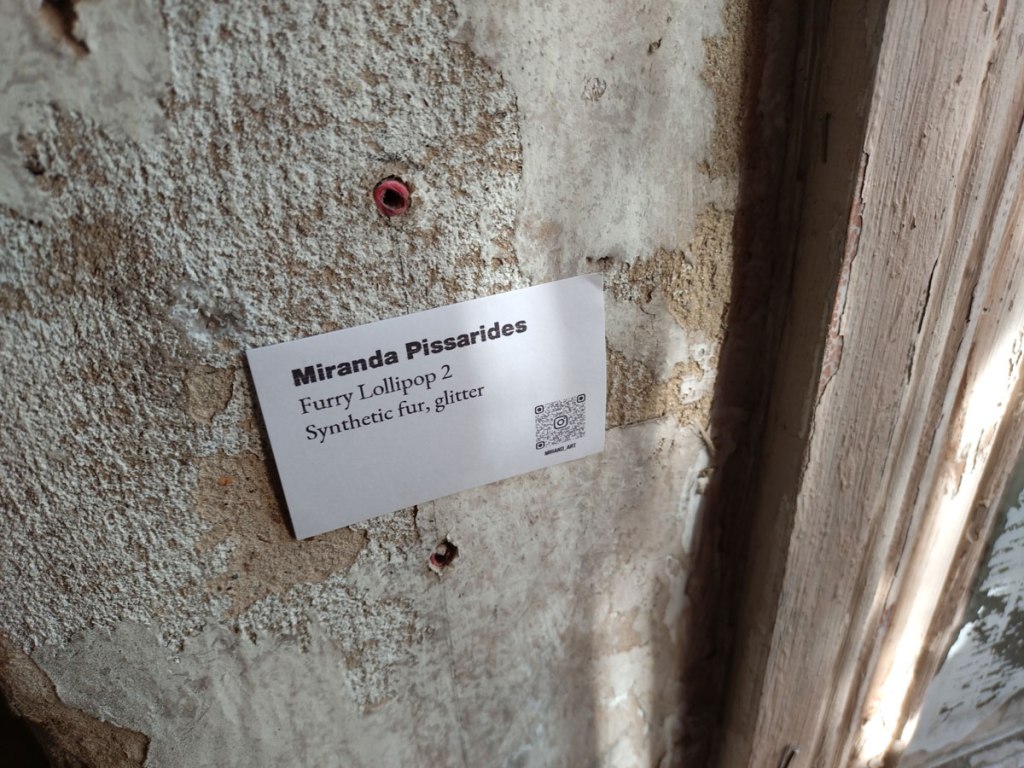 Miranda Pissarides
Furry Lollipop 2
Synthetic fur, glitter